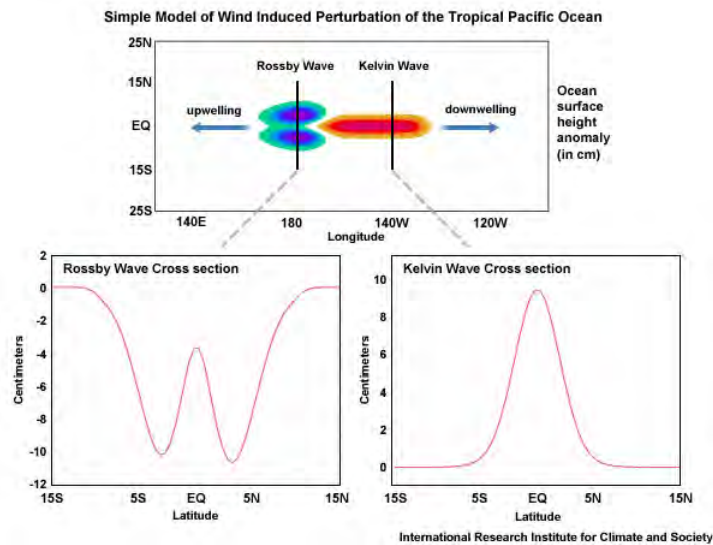 Simple Model of Wind Induced Perturbation of the Tropical Pacific Ocean
25N
15N
EQ
15S
25S
Rossby Wave
Kelvin Wave
upwelling
downwelling
140E
180
140W
120W
Longitude
Ocean
surface
height
anomaly
(in cm)
Rossby Wave Cross section
Centimeters
2
0
-2
-4
-6
-8
-10
-12
15S
5S
EQ
5N
15N
Latitude
Kelvin Wave Cross section
Centimeters
10
8
6
4
2
0
15S
5S
EQ
5N
15N
Latitude
International Research Institute for Climate and Society